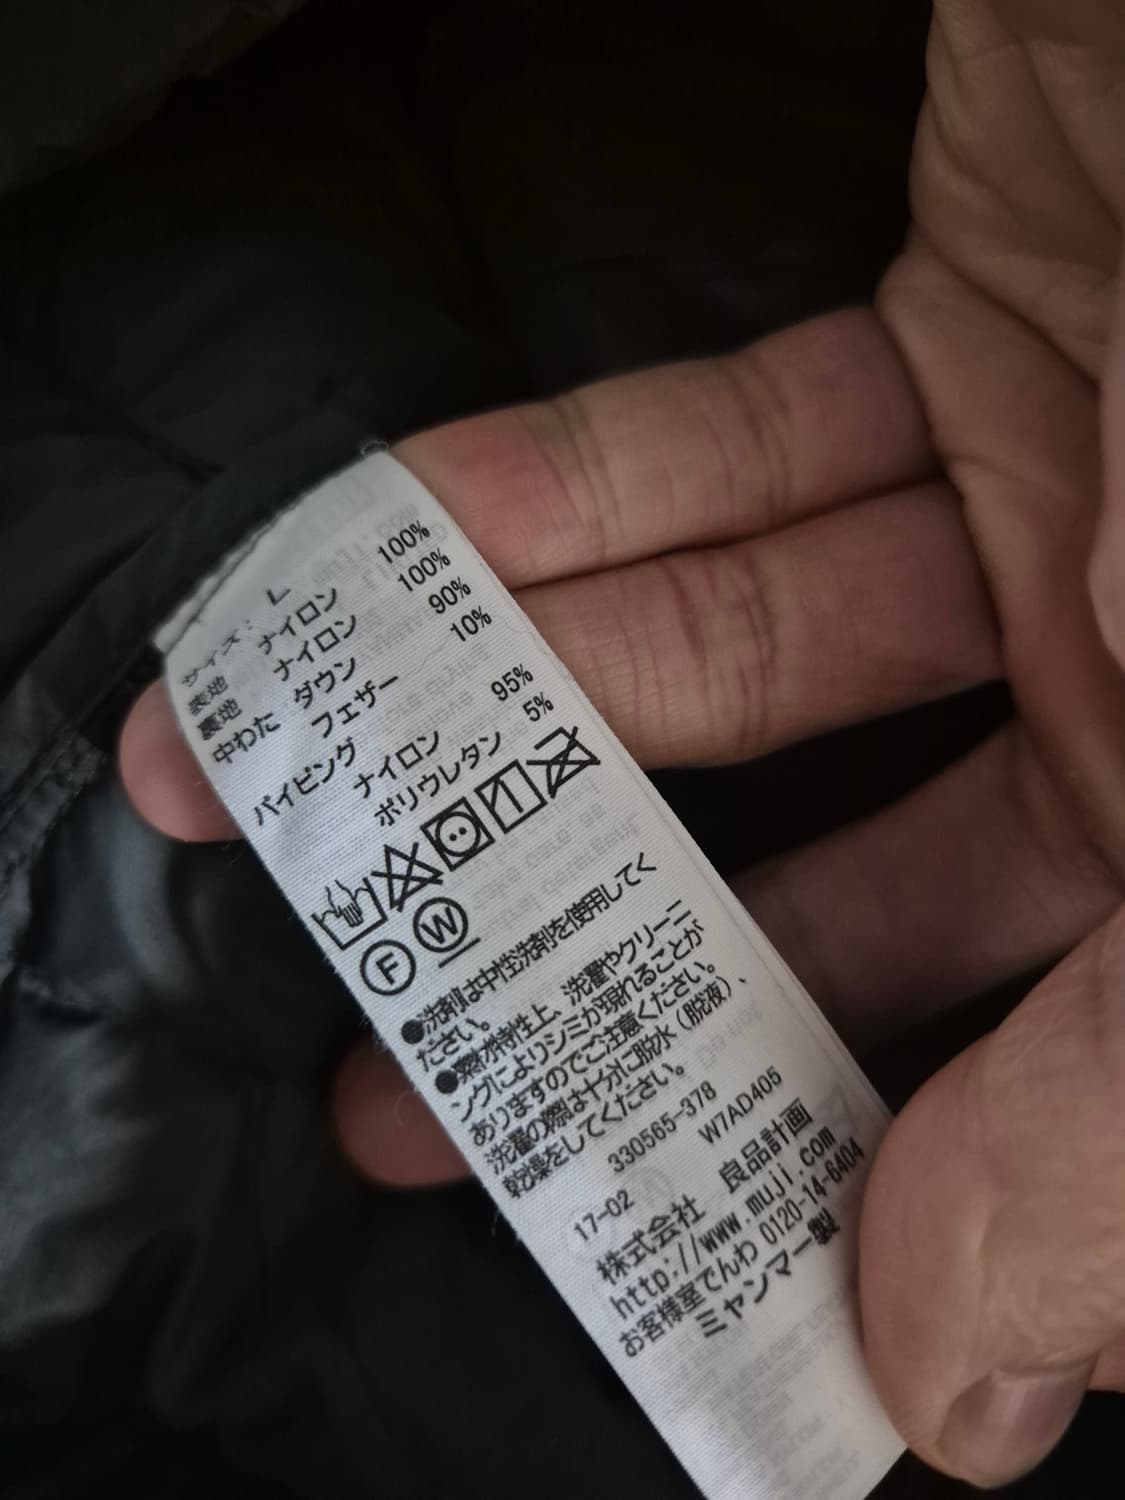 サイズ: L
表地 ナイロン 100%
裏地 ナイロン 100%
中わた ダウン 90%
フェザー 10%
パイピング
ナイロン 95%
ポリウレタン 5%
F W
●洗剤は中性洗剤を使用してく
ださい。
●素材特性上、洗濯やクリーニ
ングによりシミが現れることが
ありますのでご注意ください。
洗濯の際は十分に脱水(脱液)、
乾燥をしてください。
330565-378
17-02 W7AD405
株式会社 良品計画
http://www.muji.com
お客様室でんわ 0120-14-6404
ミャンマー製